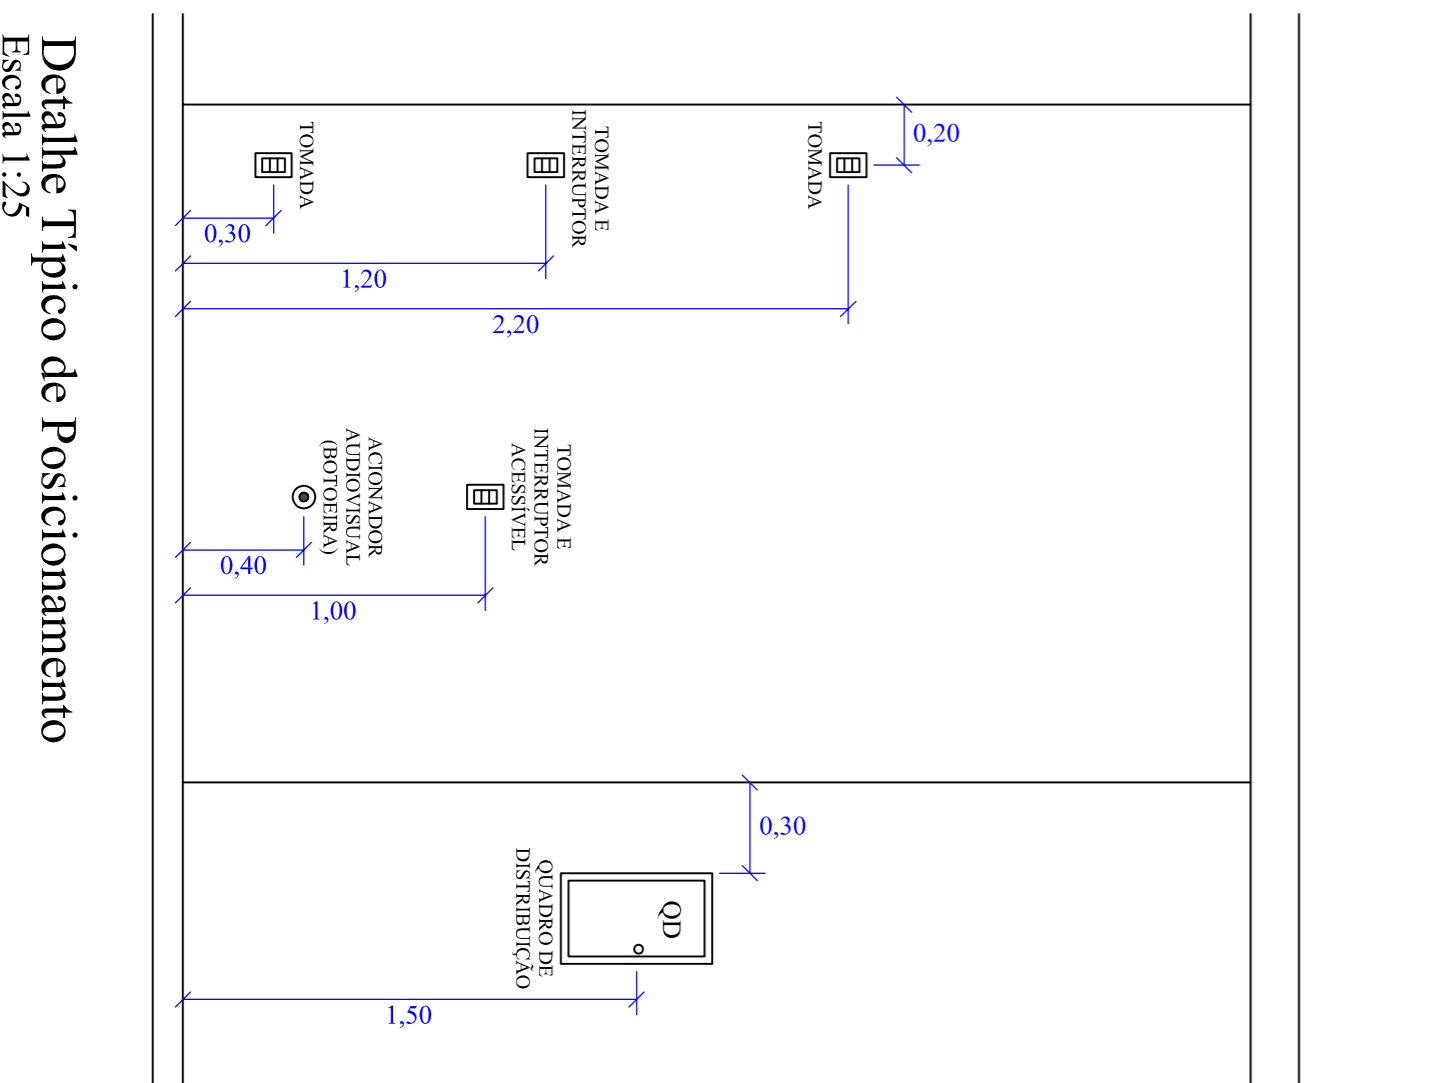 0,20
TOMADA
TOMADA E
INTERRUPTOR
TOMADA
0,30
1,20
2,20
TOMADA E
INTERRUPTOR
ACESSÍVEL
ACIONADOR
AUDIOVISUAL
(BOTOEIRA)
0,40
1,00
0,30
QD
QUADRO DE
DISTRIBUIÇÃO
1,50
Detalhe Típico de Posicionamento
Escala 1:25